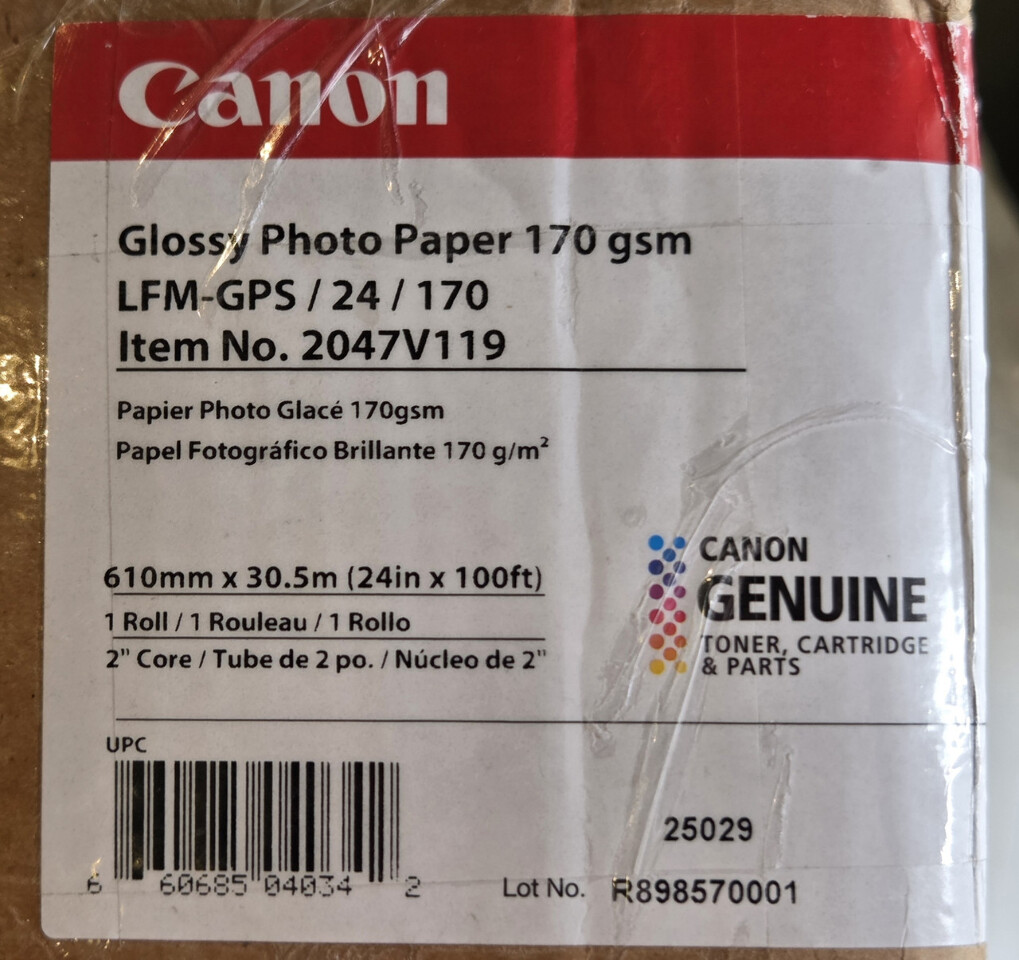 Canon
Glossy Photo Paper 170 gsm
LFM-GPS / 24 / 170
Item No. 2047V119
Papier Photo Glacé 170gsm
Papel Fotográfico Brillante 170 g/m²
610mm x 30.5m (24in x 100ft)
1 Roll / 1 Rouleau / 1 Rollo
2" Core / Tube de 2 po. / Núcleo de 2"
CANON
GENUINE
TONER, CARTRIDGE
& PARTS
UPC
25029
6 60685 04034 2
Lot No. R898570001